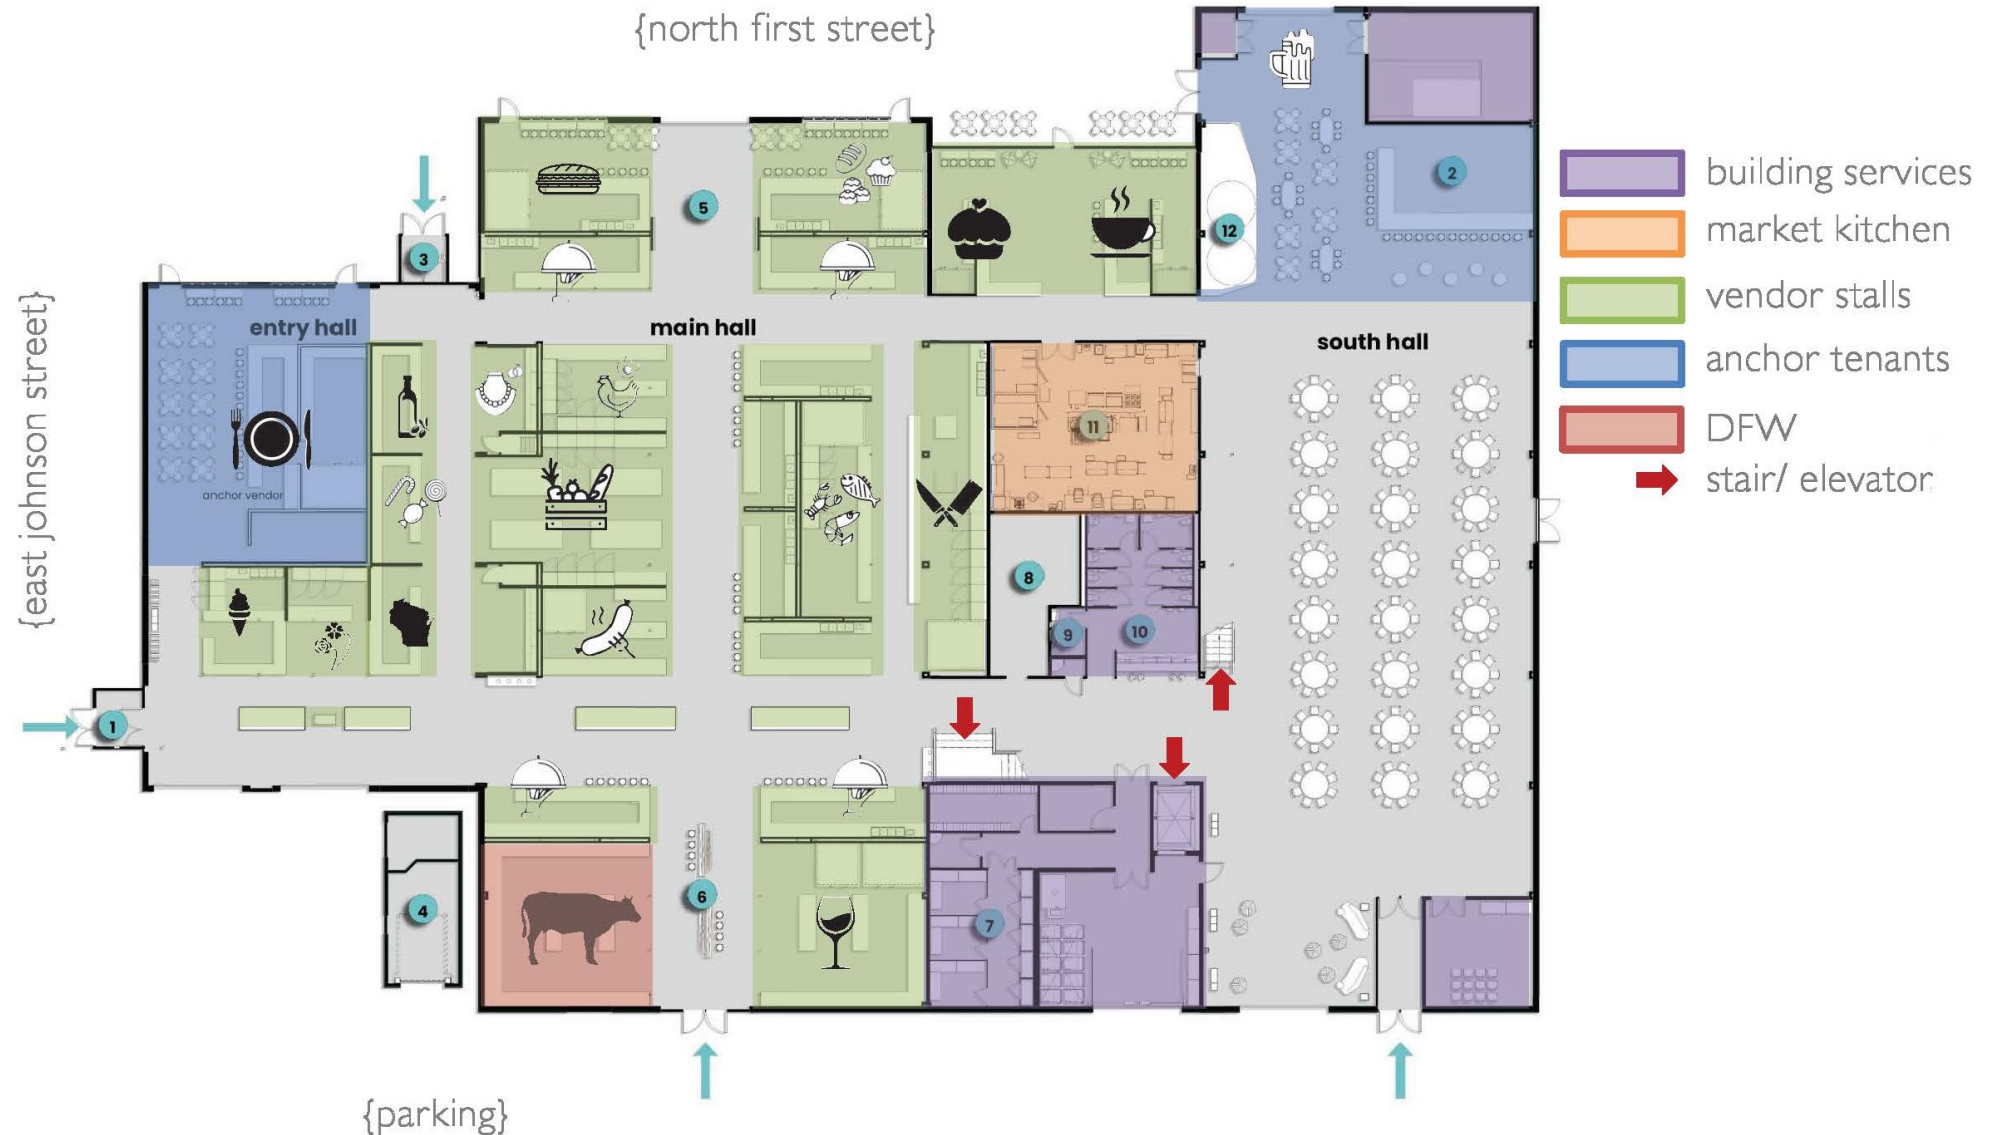 {north first street}
building services
market kitchen
vendor stalls
anchor tenants
DFW
stair/ elevator
{east johnson street}
entry hall
main hall
south hall
anchor vendor
1
2
3
4
5
6
7
8
9
10
11
12
{parking}